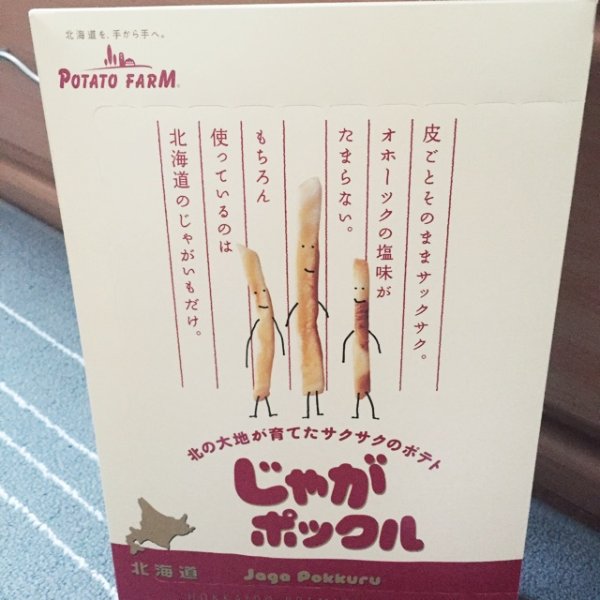 北海道を、手から手へ。
POTATO FARM
皮ごとそのままサックサク。
オホーツクの塩味が
たまらない。
もちろん
使っているのは
北海道のじゃがいもだけ。
北の大地が育てたサクサクのポテト
じゃが
ポックル
北海道
Jaga Pokkuru